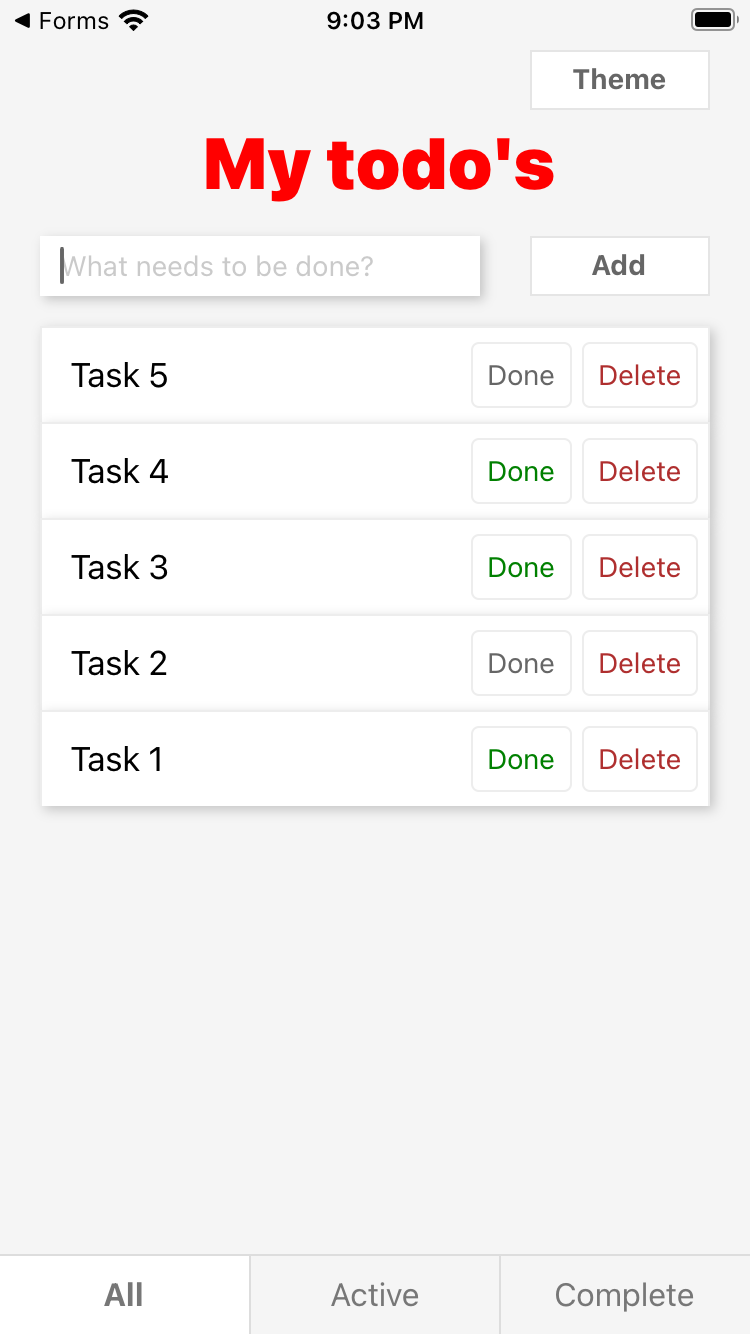 ◀ Forms 9:03 PM
Theme
My todo's
What needs to be done? Add
Task 5 Done Delete
Task 4 Done Delete
Task 3 Done Delete
Task 2 Done Delete
Task 1 Done Delete
All Active Complete